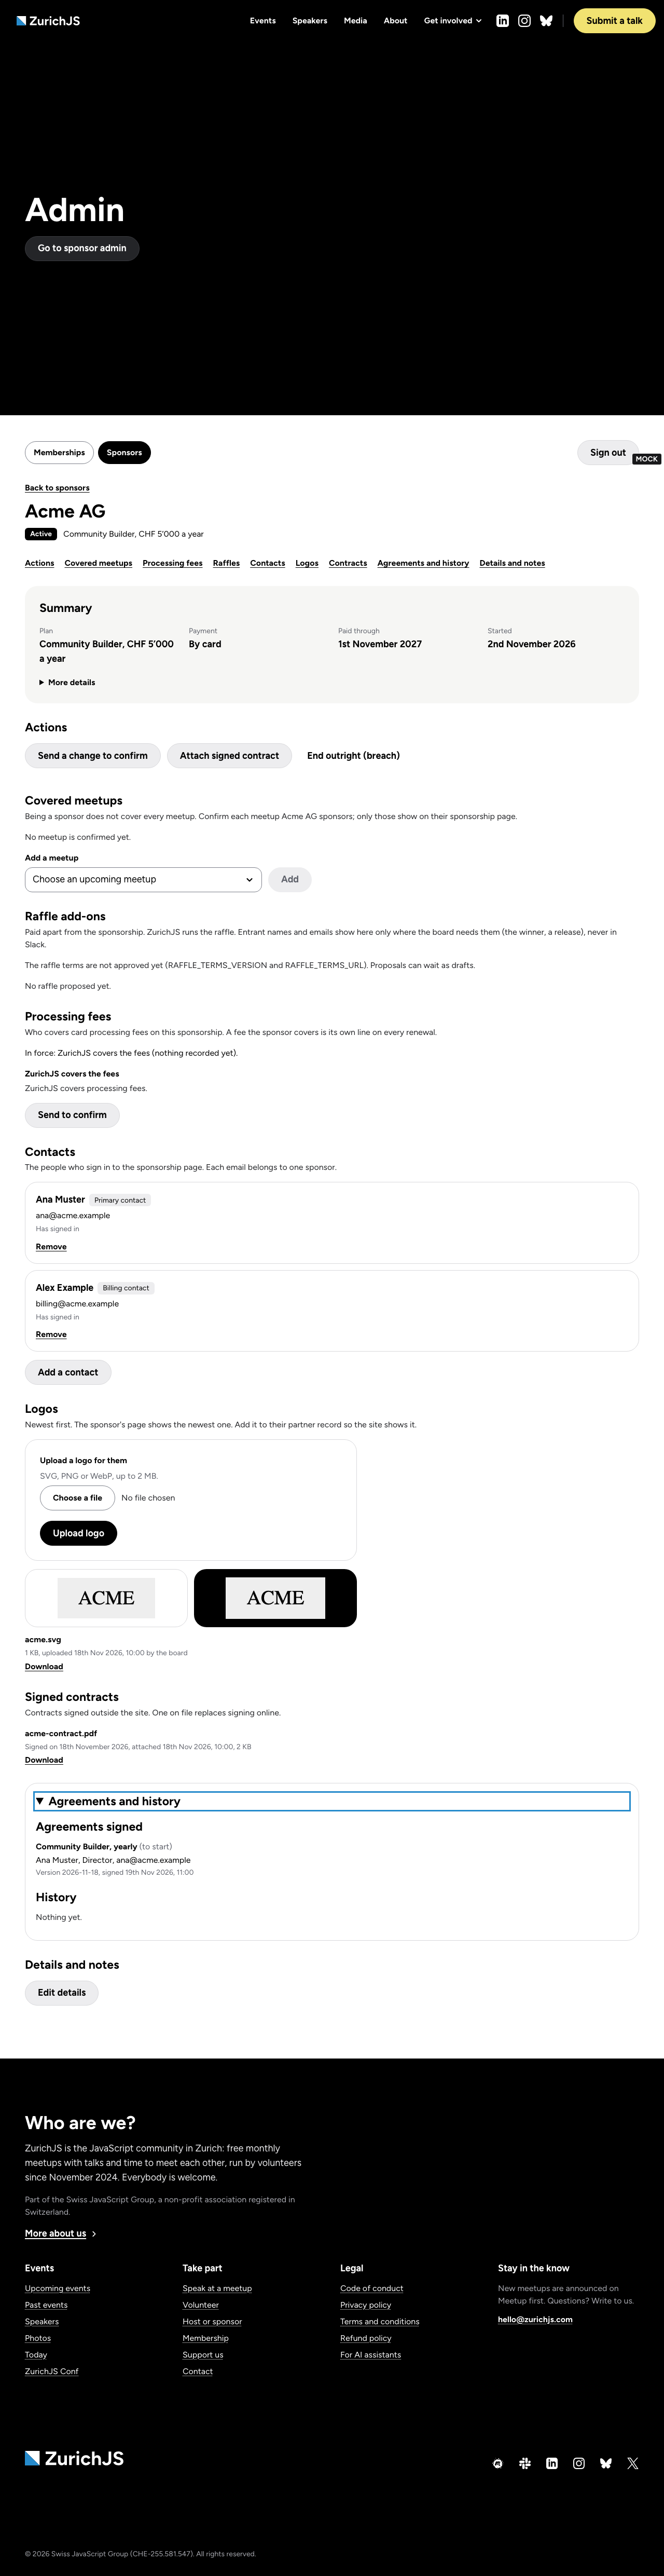 ZurichJS
Events
Speakers
Media
About
Get involved
Submit a talk
Admin
Go to sponsor admin
Memberships
Sponsors
Sign out
MOCK
Back to sponsors
Acme AG
Active
Community Builder, CHF 5'000 a year
Actions
Covered meetups
Processing fees
Raffles
Contacts
Logos
Contracts
Agreements and history
Details and notes
Summary
Plan
Payment
Paid through
Started
Community Builder, CHF 5'000
a year
By card
1st November 2027
2nd November 2026
More details
Actions
Send a change to confirm
Attach signed contract
End outright (breach)
Covered meetups
Being a sponsor does not cover every meetup. Confirm each meetup Acme AG sponsors; only those show on their sponsorship page.
No meetup is confirmed yet.
Add a meetup
Choose an upcoming meetup
Add
Raffle add-ons
Paid apart from the sponsorship. ZurichJS runs the raffle. Entrant names and emails show here only where the board needs them (the winner, a release), never in
Slack.
The raffle terms are not approved yet (RAFFLE_TERMS_VERSION and RAFFLE_TERMS_URL). Proposals can wait as drafts.
No raffle proposed yet.
Processing fees
Who covers card processing fees on this sponsorship. A fee the sponsor covers is its own line on every renewal.
In force: ZurichJS covers the fees (nothing recorded yet).
ZurichJS covers the fees
ZurichJS covers processing fees.
Send to confirm
Contacts
The people who sign in to the sponsorship page. Each email belongs to one sponsor.
Ana Muster
Primary contact
ana@acme.example
Has signed in
Remove
Alex Example
Billing contact
billing@acme.example
Has signed in
Remove
Add a contact
Logos
Newest first. The sponsor's page shows the newest one. Add it to their partner record so the site shows it.
Upload a logo for them
SVG, PNG or WebP, up to 2 MB.
Choose a file
No file chosen
Upload logo
ACME
ACME
acme.svg
1 KB, uploaded 18th Nov 2026, 10:00 by the board
Download
Signed contracts
Contracts signed outside the site. One on file replaces signing online.
acme-contract.pdf
Signed on 18th November 2026, attached 18th Nov 2026, 10:00, 2 KB
Download
Agreements and history
Agreements signed
Community Builder, yearly (to start)
Ana Muster, Director, ana@acme.example
Version 2026-11-18, signed 19th Nov 2026, 11:00
History
Nothing yet.
Details and notes
Edit details
Who are we?
ZurichJS is the JavaScript community in Zurich: free monthly
meetups with talks and time to meet each other, run by volunteers
since November 2024. Everybody is welcome.
Part of the Swiss JavaScript Group, a non-profit association registered in
Switzerland.
More about us
Events
Upcoming events
Past events
Speakers
Photos
Today
ZurichJS Conf
Take part
Speak at a meetup
Volunteer
Host or sponsor
Membership
Support us
Contact
Legal
Code of conduct
Privacy policy
Terms and conditions
Refund policy
For AI assistants
Stay in the know
New meetups are announced on
Meetup first. Questions? Write to us.
hello@zurichjs.com
ZurichJS
© 2026 Swiss JavaScript Group (CHE-255.581.547). All rights reserved.